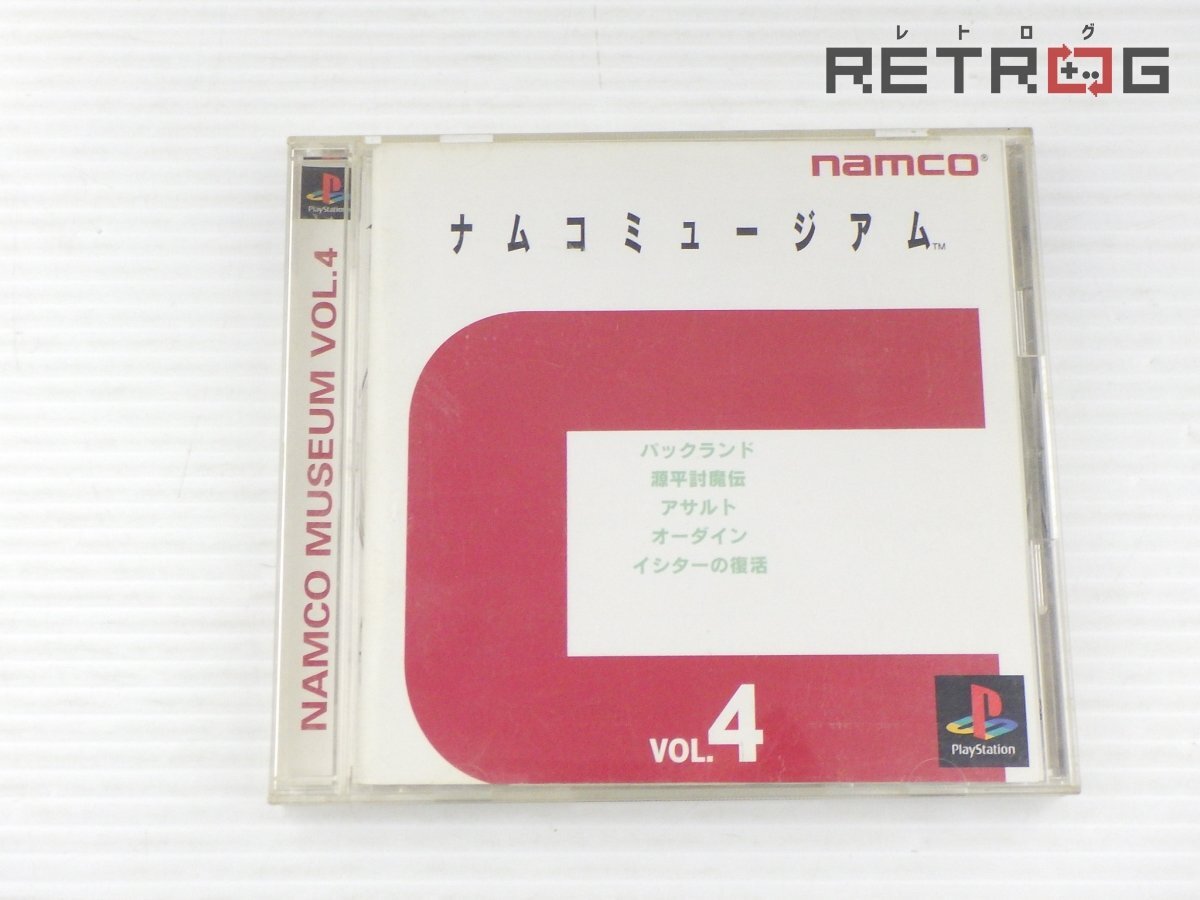 レトログ
RETROG
namco®
ナムコミュージアム™
PlayStation
NAMCO MUSEUM VOL.4
パックランド
源平討魔伝
アサルト
オーダイン
イシターの復活
VOL.4
PlayStation